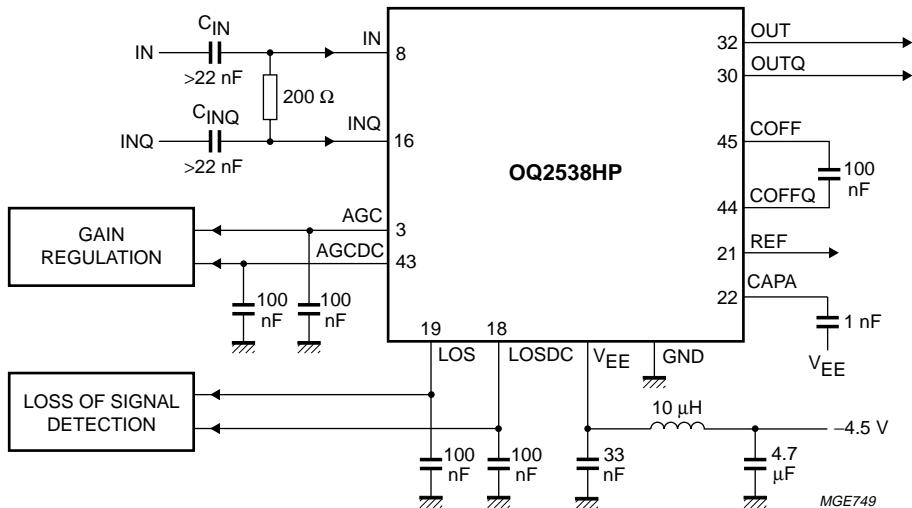 C_IN
IN
>22 nF
IN
8
200 Ω
C_INQ
INQ
>22 nF
INQ
16
OQ2538HP
32
OUT
30
OUTQ
45
COFF
100
nF
44
COFFQ
21
REF
22
CAPA
1 nF
V_EE
GAIN
REGULATION
AGC
3
AGCDC
43
100
nF
100
nF
19
LOS
18
LOSDC
V_EE
GND
LOSS OF SIGNAL
DETECTION
100
nF
100
nF
33
nF
10 μH
−4.5 V
4.7
μF
MGE749